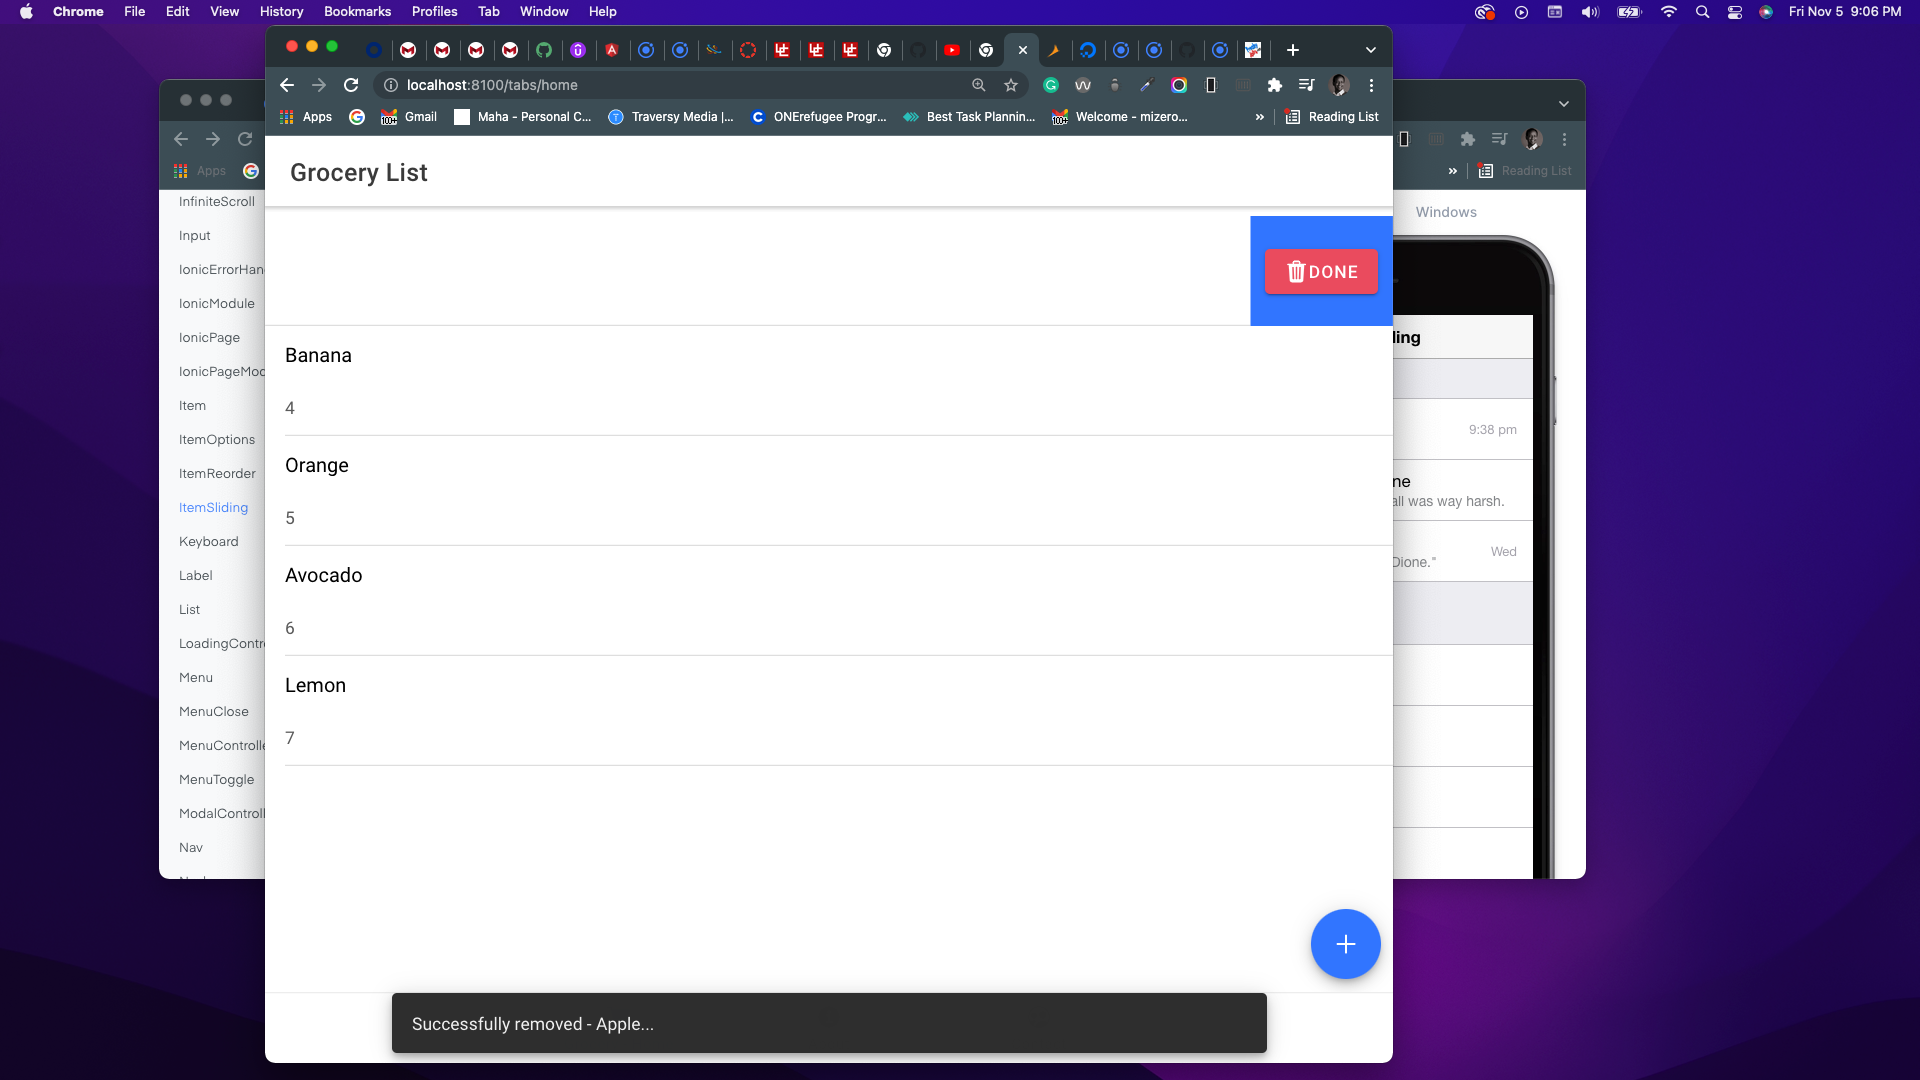 Chrome File Edit View History Bookmarks Profiles Tab Window Help
Fri Nov 5 9:06 PM
localhost:8100/tabs/home
Apps
100+
Gmail
Maha - Personal C...
Traversy Media |...
ONErefugee Progr...
Best Task Plannin...
100+
Welcome - mizero...
»
Reading List
Grocery List
DONE
Banana
4
Orange
5
Avocado
6
Lemon
7
Successfully removed - Apple...
Apps
InfiniteScroll
Input
IonicErrorHan
IonicModule
IonicPage
IonicPageMod
Item
ItemOptions
ItemReorder
ItemSliding
Keyboard
Label
List
LoadingContr
Menu
MenuClose
MenuControlle
MenuToggle
ModalControll
Nav
»
Reading List
Windows
ling
9:38 pm
ne
all was way harsh.
Wed
Dione."